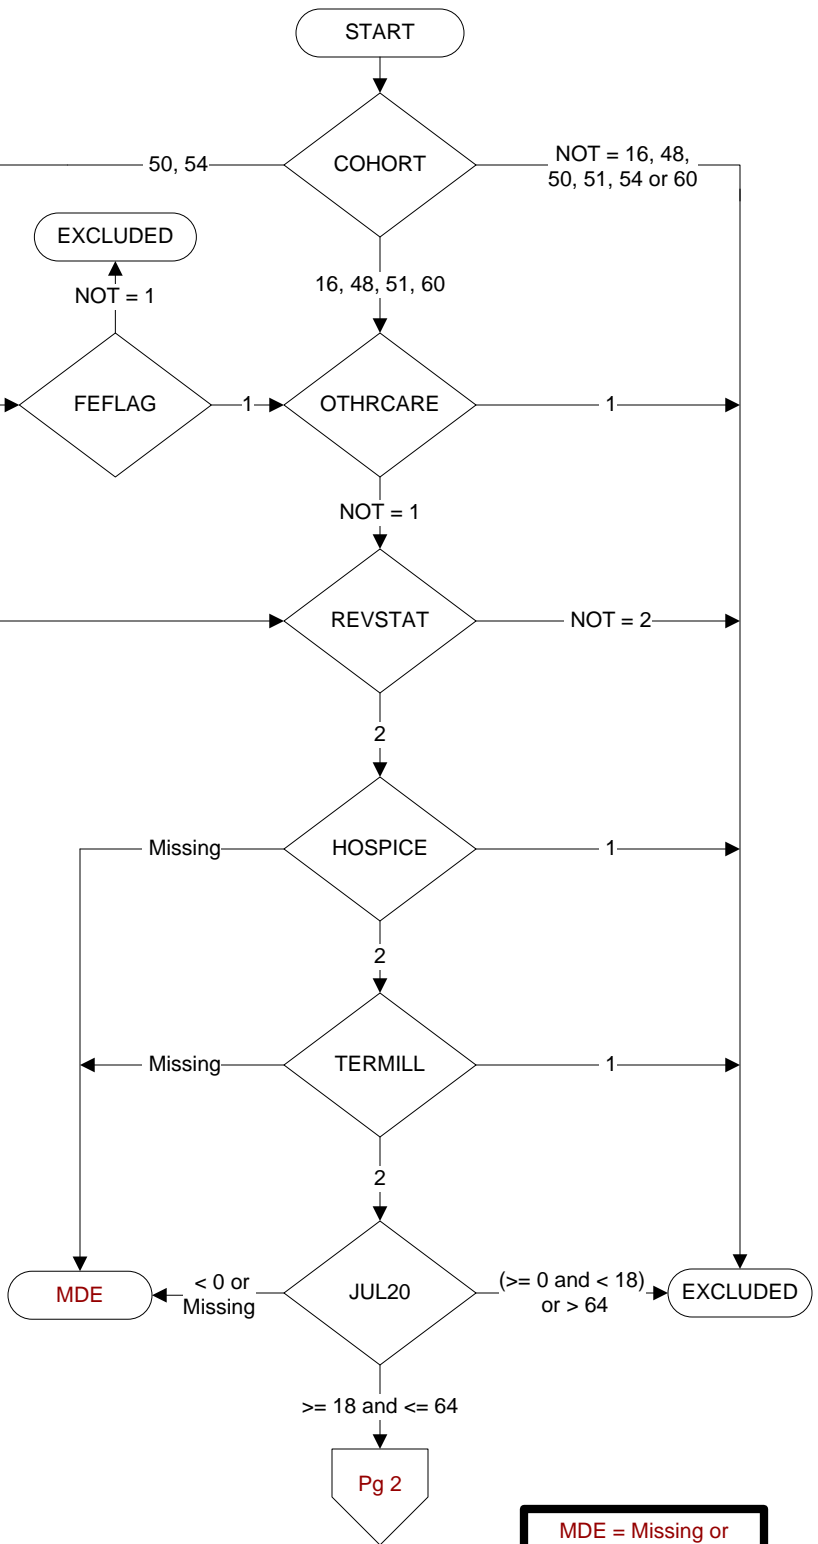 START
COHORT
50, 54
NOT = 16, 48,
50, 51, 54 or 60
EXCLUDED
NOT = 1
16, 48, 51, 60
FEFLAG
1
OTHRCARE
1
NOT = 1
REVSTAT
NOT = 2
2
Missing
HOSPICE
1
2
Missing
TERMILL
1
2
MDE
< 0 or
Missing
JUL20
(>= 0 and < 18)
or > 64
EXCLUDED
>= 18 and <= 64
Pg 2
MDE = Missing or